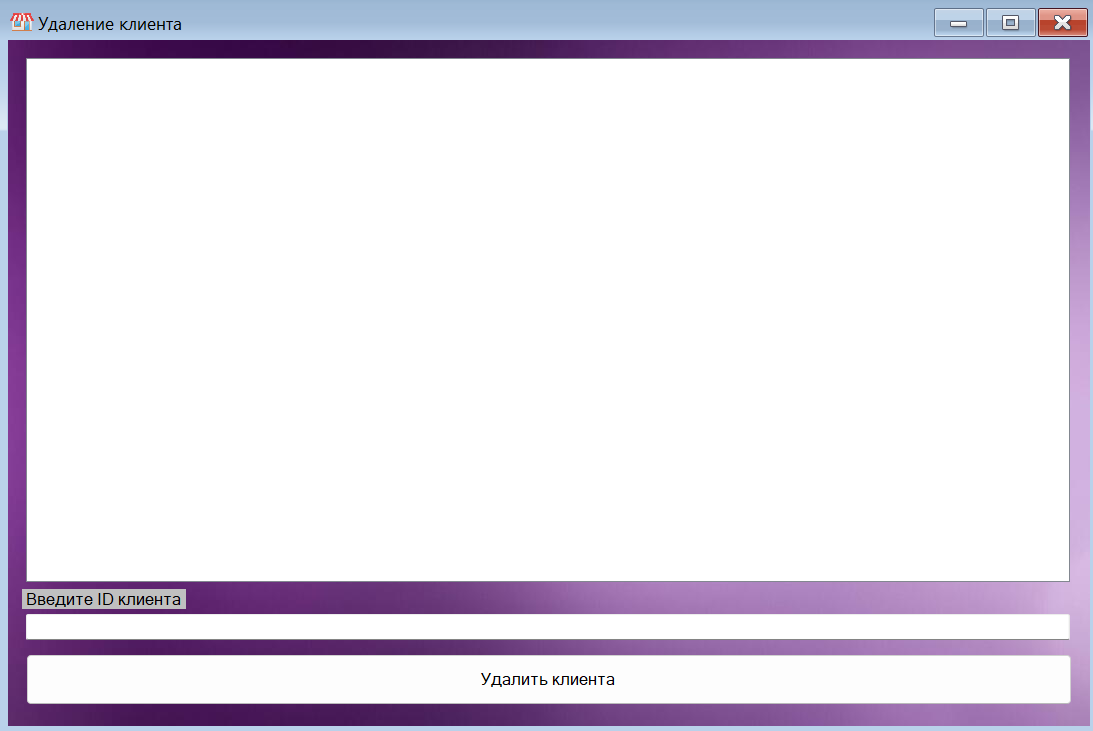 Удаление клиента
Введите ID клиента
Удалить клиента